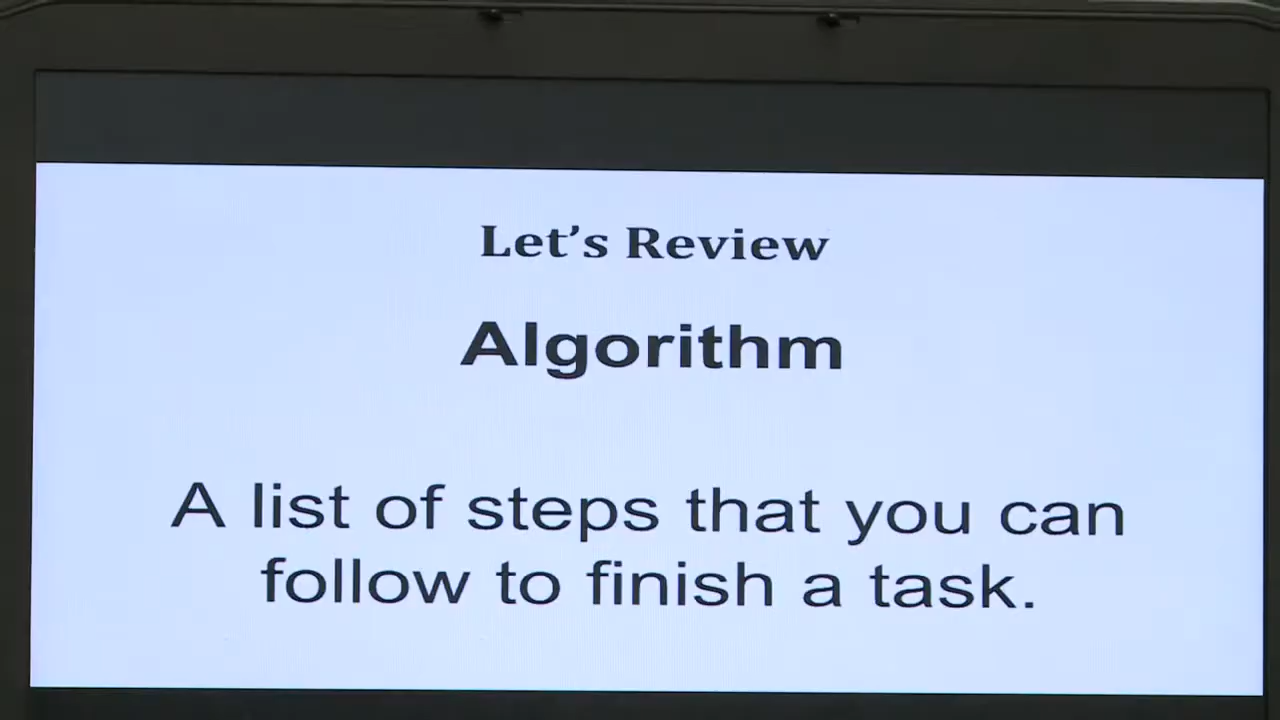 Let’s Review
Algorithm
A list of steps that you can
follow to finish a task.